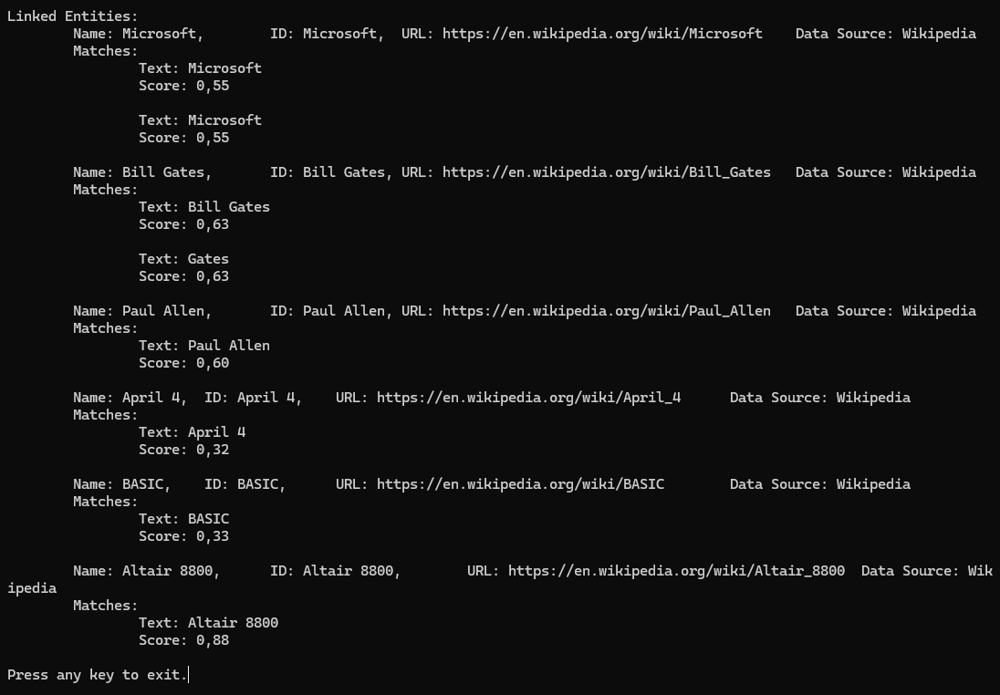 Linked Entities:
Name: Microsoft, ID: Microsoft, URL: https://en.wikipedia.org/wiki/Microsoft Data Source: Wikipedia
Matches:
Text: Microsoft
Score: 0,55
Text: Microsoft
Score: 0,55
Name: Bill Gates, ID: Bill Gates, URL: https://en.wikipedia.org/wiki/Bill_Gates Data Source: Wikipedia
Matches:
Text: Bill Gates
Score: 0,63
Text: Gates
Score: 0,63
Name: Paul Allen, ID: Paul Allen, URL: https://en.wikipedia.org/wiki/Paul_Allen Data Source: Wikipedia
Matches:
Text: Paul Allen
Score: 0,60
Name: April 4, ID: April 4, URL: https://en.wikipedia.org/wiki/April_4 Data Source: Wikipedia
Matches:
Text: April 4
Score: 0,32
Name: BASIC, ID: BASIC, URL: https://en.wikipedia.org/wiki/BASIC Data Source: Wikipedia
Matches:
Text: BASIC
Score: 0,33
Name: Altair 8800, ID: Altair 8800, URL: https://en.wikipedia.org/wiki/Altair_8800 Data Source: Wik
ipedia
Matches:
Text: Altair 8800
Score: 0,88
Press any key to exit.